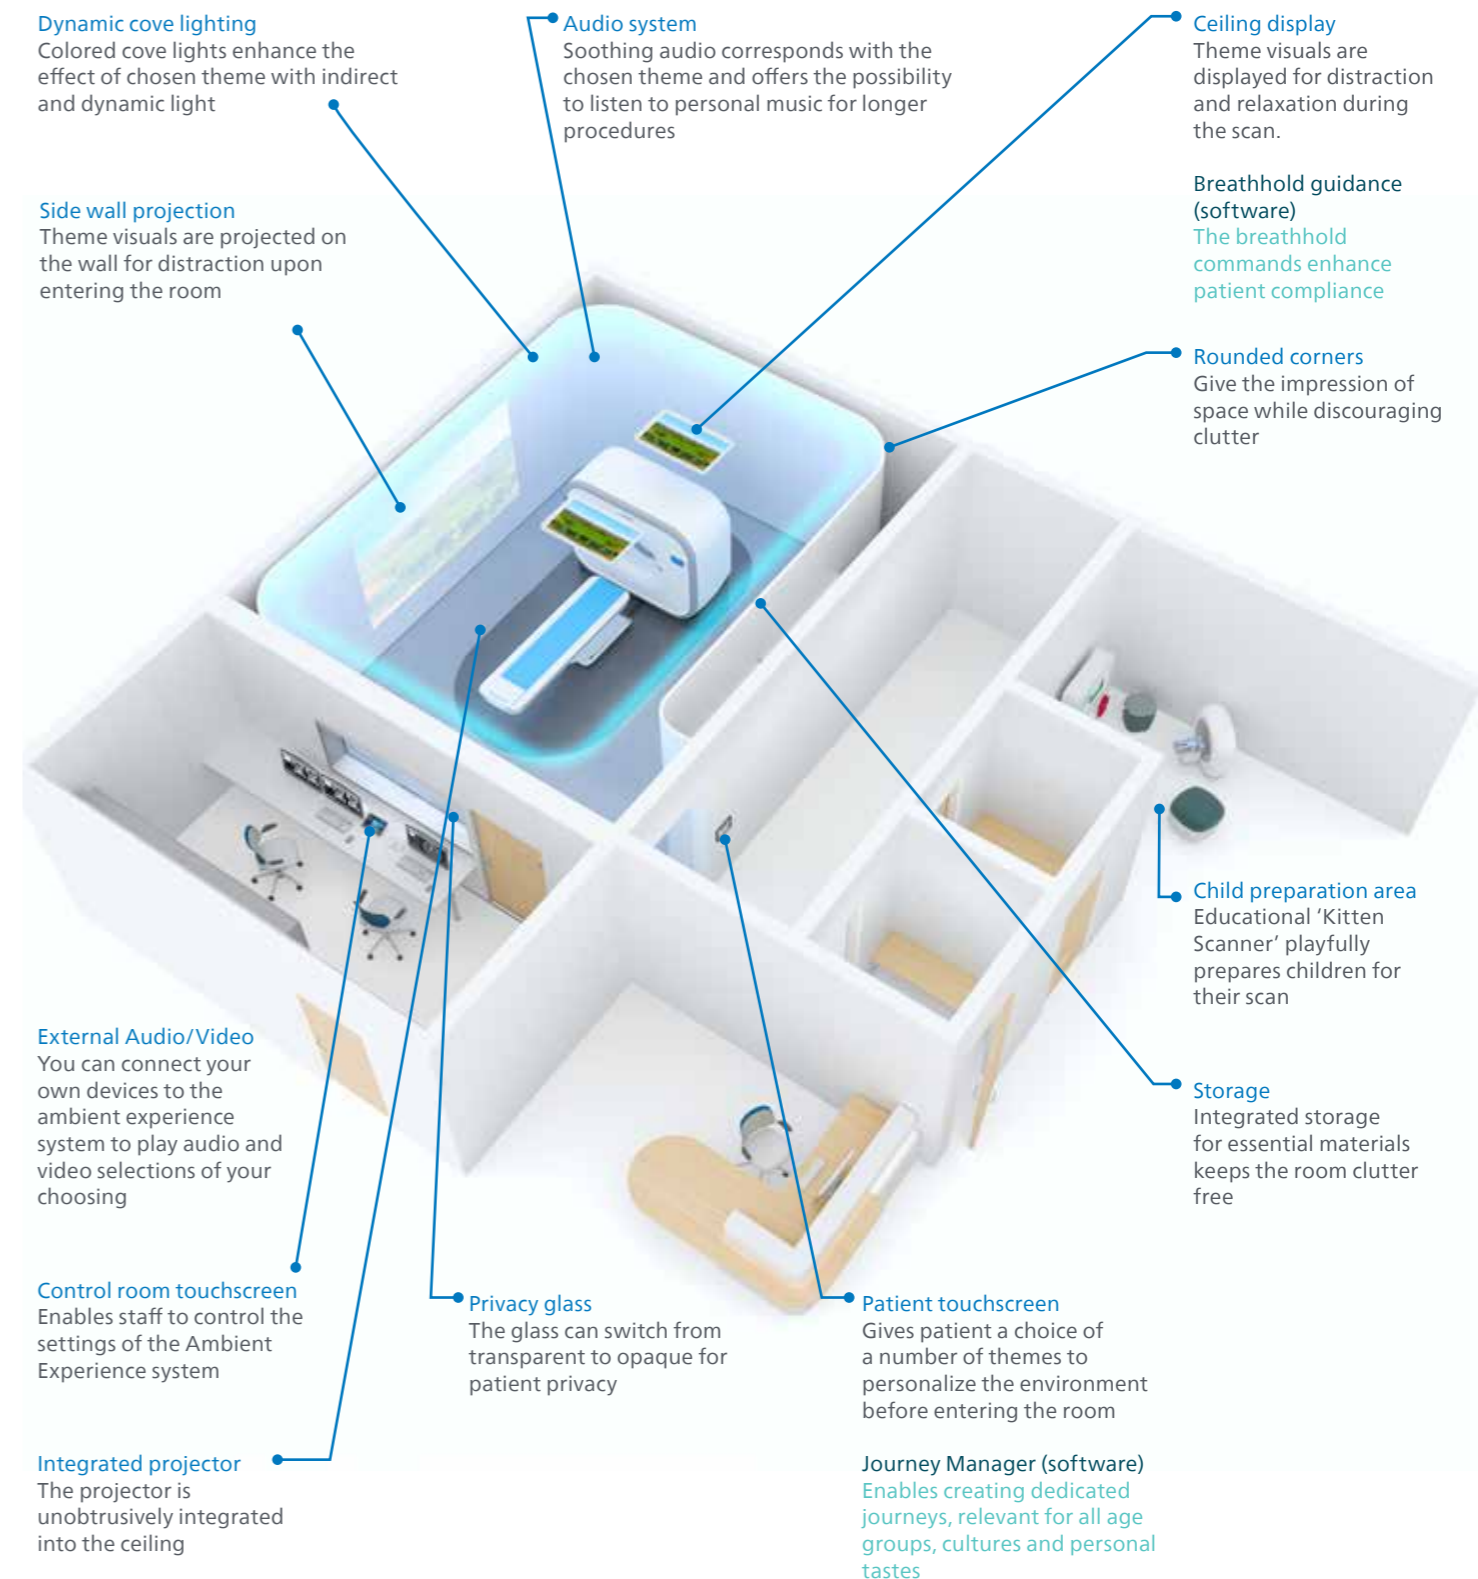 Dynamic cove lighting
Colored cove lights enhance the
effect of chosen theme with indirect
and dynamic light
Audio system
Soothing audio corresponds with the
chosen theme and offers the possibility
to listen to personal music for longer
procedures
Ceiling display
Theme visuals are
displayed for distraction
and relaxation during
the scan.
Breathhold guidance
(software)
The breathhold
commands enhance
patient compliance
Side wall projection
Theme visuals are projected on
the wall for distraction upon
entering the room
Rounded corners
Give the impression of
space while discouraging
clutter
Child preparation area
Educational ‘Kitten
Scanner’ playfully
prepares children for
their scan
External Audio/Video
You can connect your
own devices to the
ambient experience
system to play audio and
video selections of your
choosing
Storage
Integrated storage
for essential materials
keeps the room clutter
free
Control room touchscreen
Enables staff to control the
settings of the Ambient
Experience system
Privacy glass
The glass can switch from
transparent to opaque for
patient privacy
Patient touchscreen
Gives patient a choice of
a number of themes to
personalize the environment
before entering the room
Integrated projector
The projector is
unobtrusively integrated
into the ceiling
Journey Manager (software)
Enables creating dedicated
journeys, relevant for all age
groups, cultures and personal
tastes